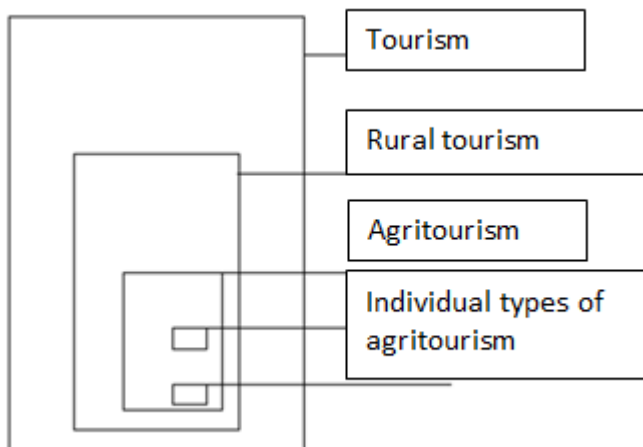 Tourism
Rural tourism
Agritourism
Individual types of
agritourism